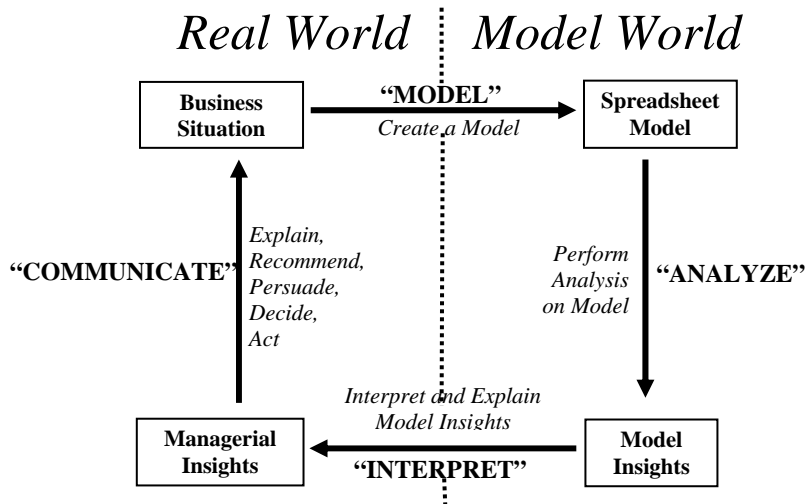 Real World
Model World
Business
Situation
“MODEL”
Create a Model
Spreadsheet
Model
“COMMUNICATE”
Explain,
Recommend,
Persuade,
Decide,
Act
Perform
Analysis
on Model
“ANALYZE”
Interpret and Explain
Model Insights
Managerial
Insights
“INTERPRET”
Model
Insights